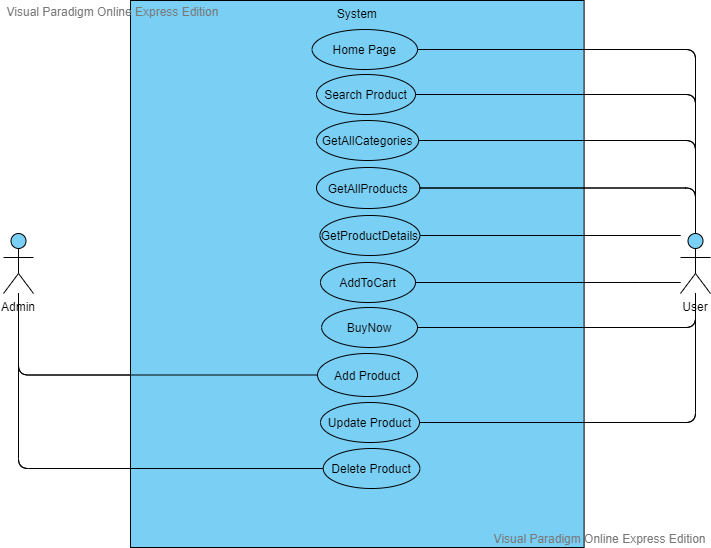 Visual Paradigm Online Express Edition
System
Home Page
Search Product
GetAllCategories
GetAllProducts
GetProductDetails
AddToCart
Admin
User
BuyNow
Add Product
Update Product
Delete Product
Visual Paradigm Online Express Edition